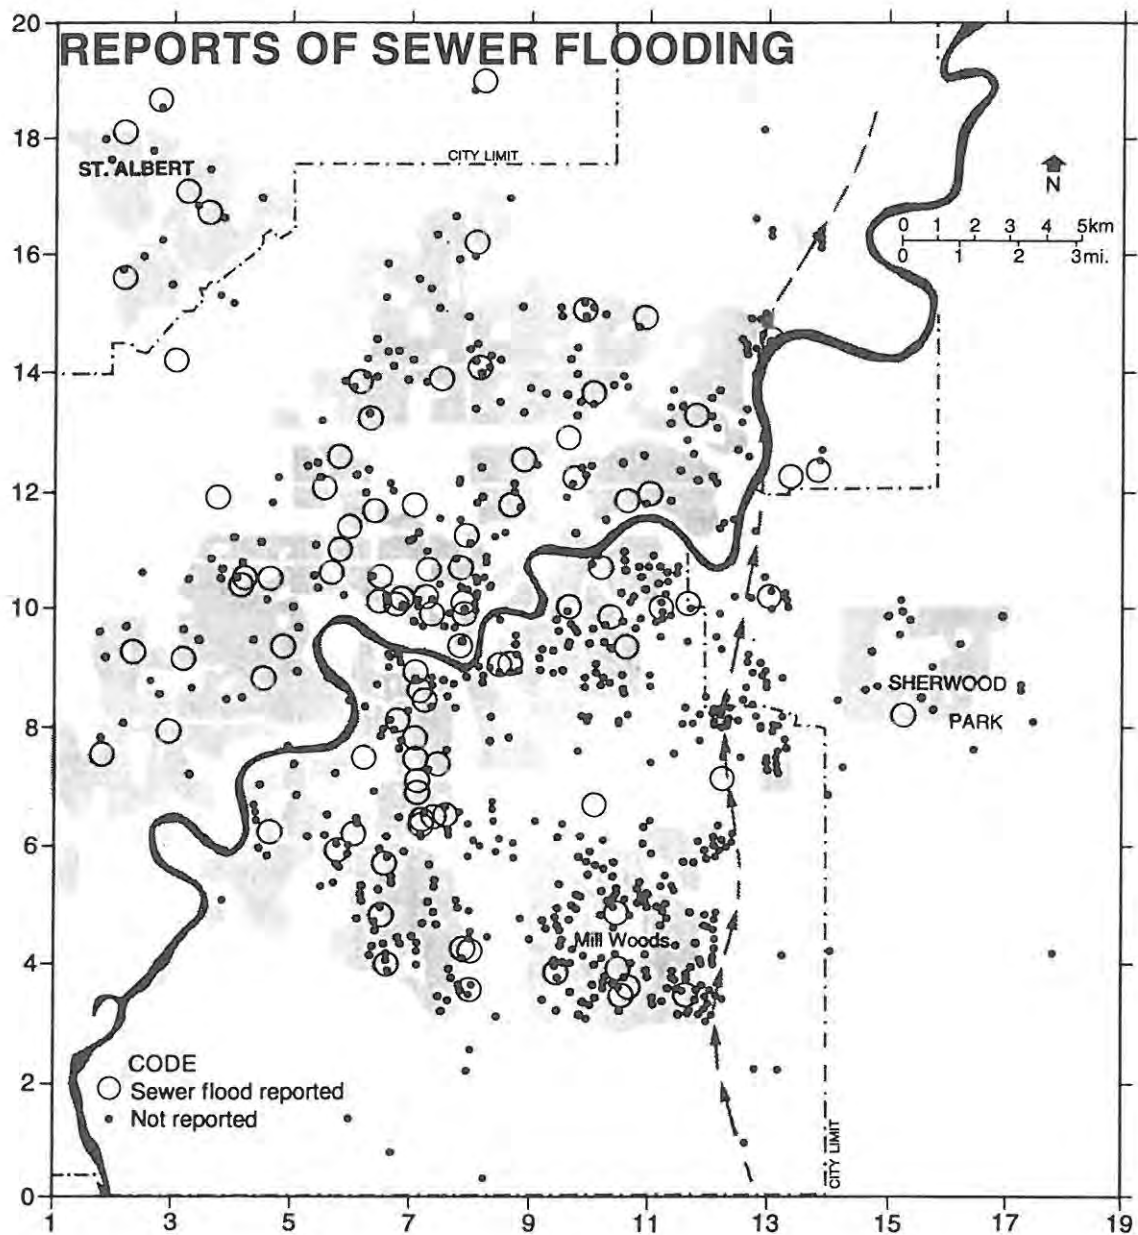 REPORTS OF SEWER FLOODING
20
18
16
14
12
10
8
6
4
2
0
CITY LIMIT
ST. ALBERT
N
0 1 2 3 4 5km
0 1 2 3mi.
SHERWOOD
PARK
Mill Woods
CODE
Sewer flood reported
Not reported
CITY LIMIT
1 3 5 7 9 11 13 15 17 19